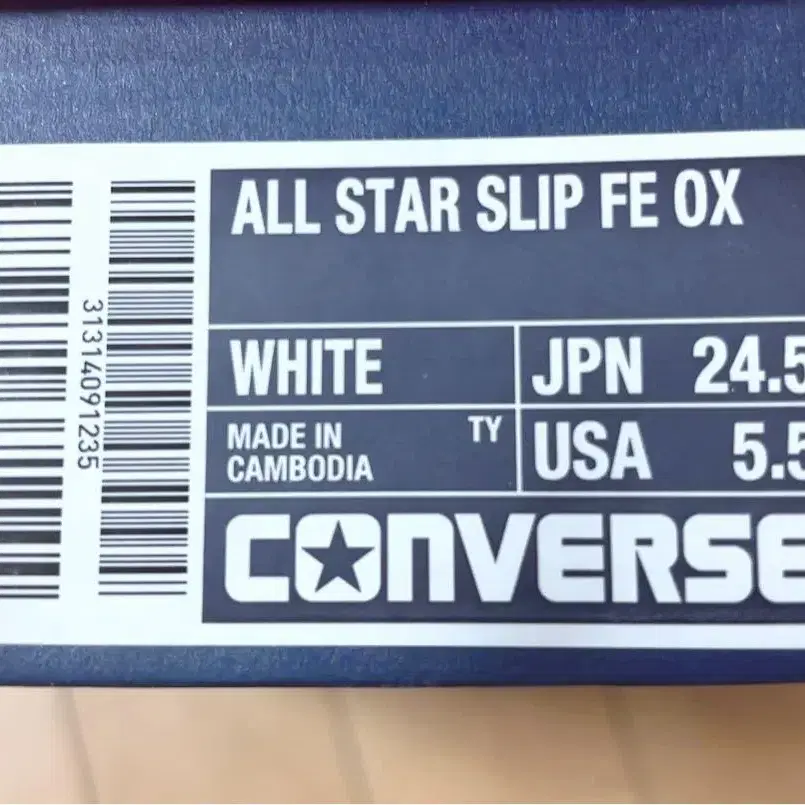 31314091235
ALL STAR SLIP FE OX
WHITE
JPN 24.5
MADE IN
CAMBODIA
TY
USA 5.5
CONVERSE